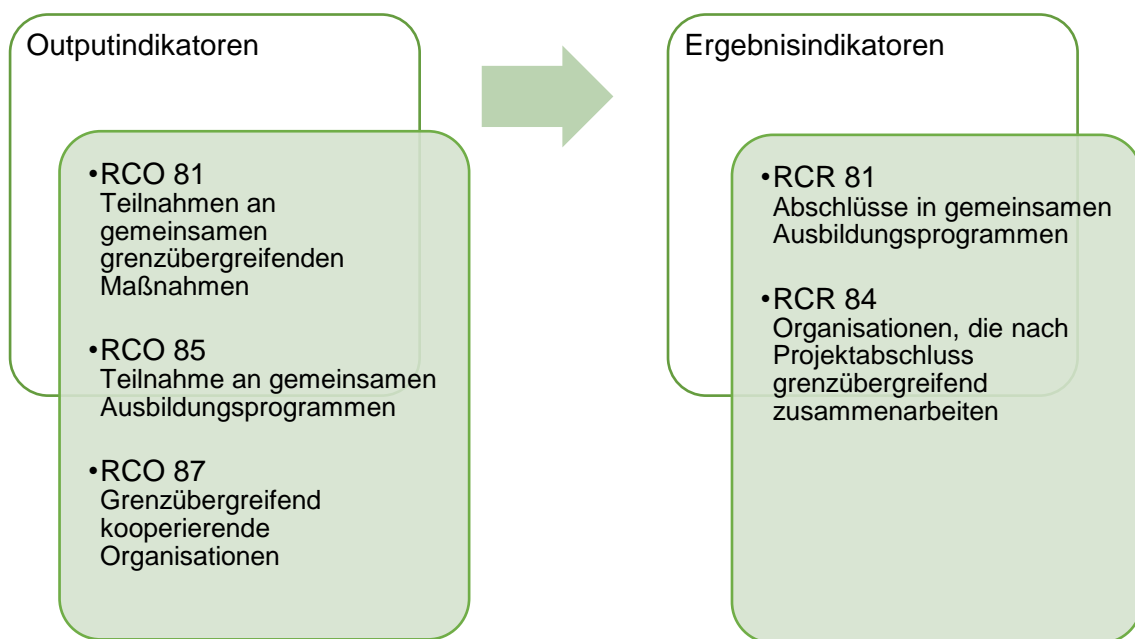 Outputindikatoren
•RCO 81
Teilnahmen an
gemeinsamen
grenzübergreifenden
Maßnahmen
•RCO 85
Teilnahme an gemeinsamen
Ausbildungsprogrammen
•RCO 87
Grenzübergreifend
kooperierende
Organisationen
Ergebnisindikatoren
•RCR 81
Abschlüsse in gemeinsamen
Ausbildungsprogrammen
•RCR 84
Organisationen, die nach
Projektabschluss
grenzübergreifend
zusammenarbeiten